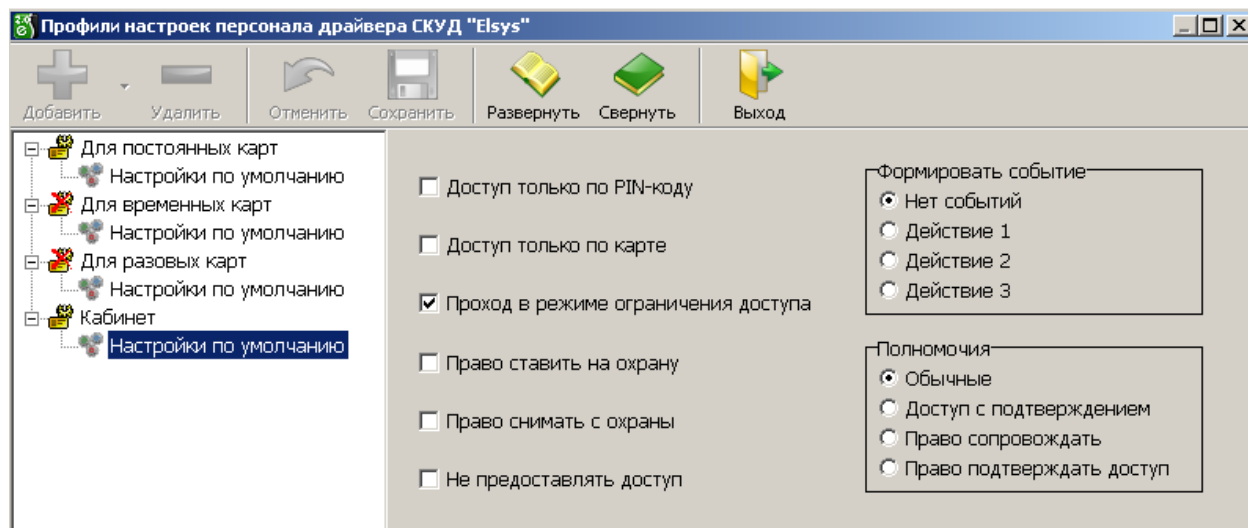 Профили настроек персонала драйвера СКУД "Elsys"
Добавить Удалить Отменить Сохранить Развернуть Свернуть Выход
Для постоянных карт
Настройки по умолчанию
Для временных карт
Настройки по умолчанию
Для разовых карт
Настройки по умолчанию
Кабинет
Настройки по умолчанию
Доступ только по PIN-коду
Доступ только по карте
Проход в режиме ограничения доступа
Право ставить на охрану
Право снимать с охраны
Не предоставлять доступ
Формировать событие
Нет событий
Действие 1
Действие 2
Действие 3
Полномочия
Обычные
Доступ с подтверждением
Право сопровождать
Право подтверждать доступ